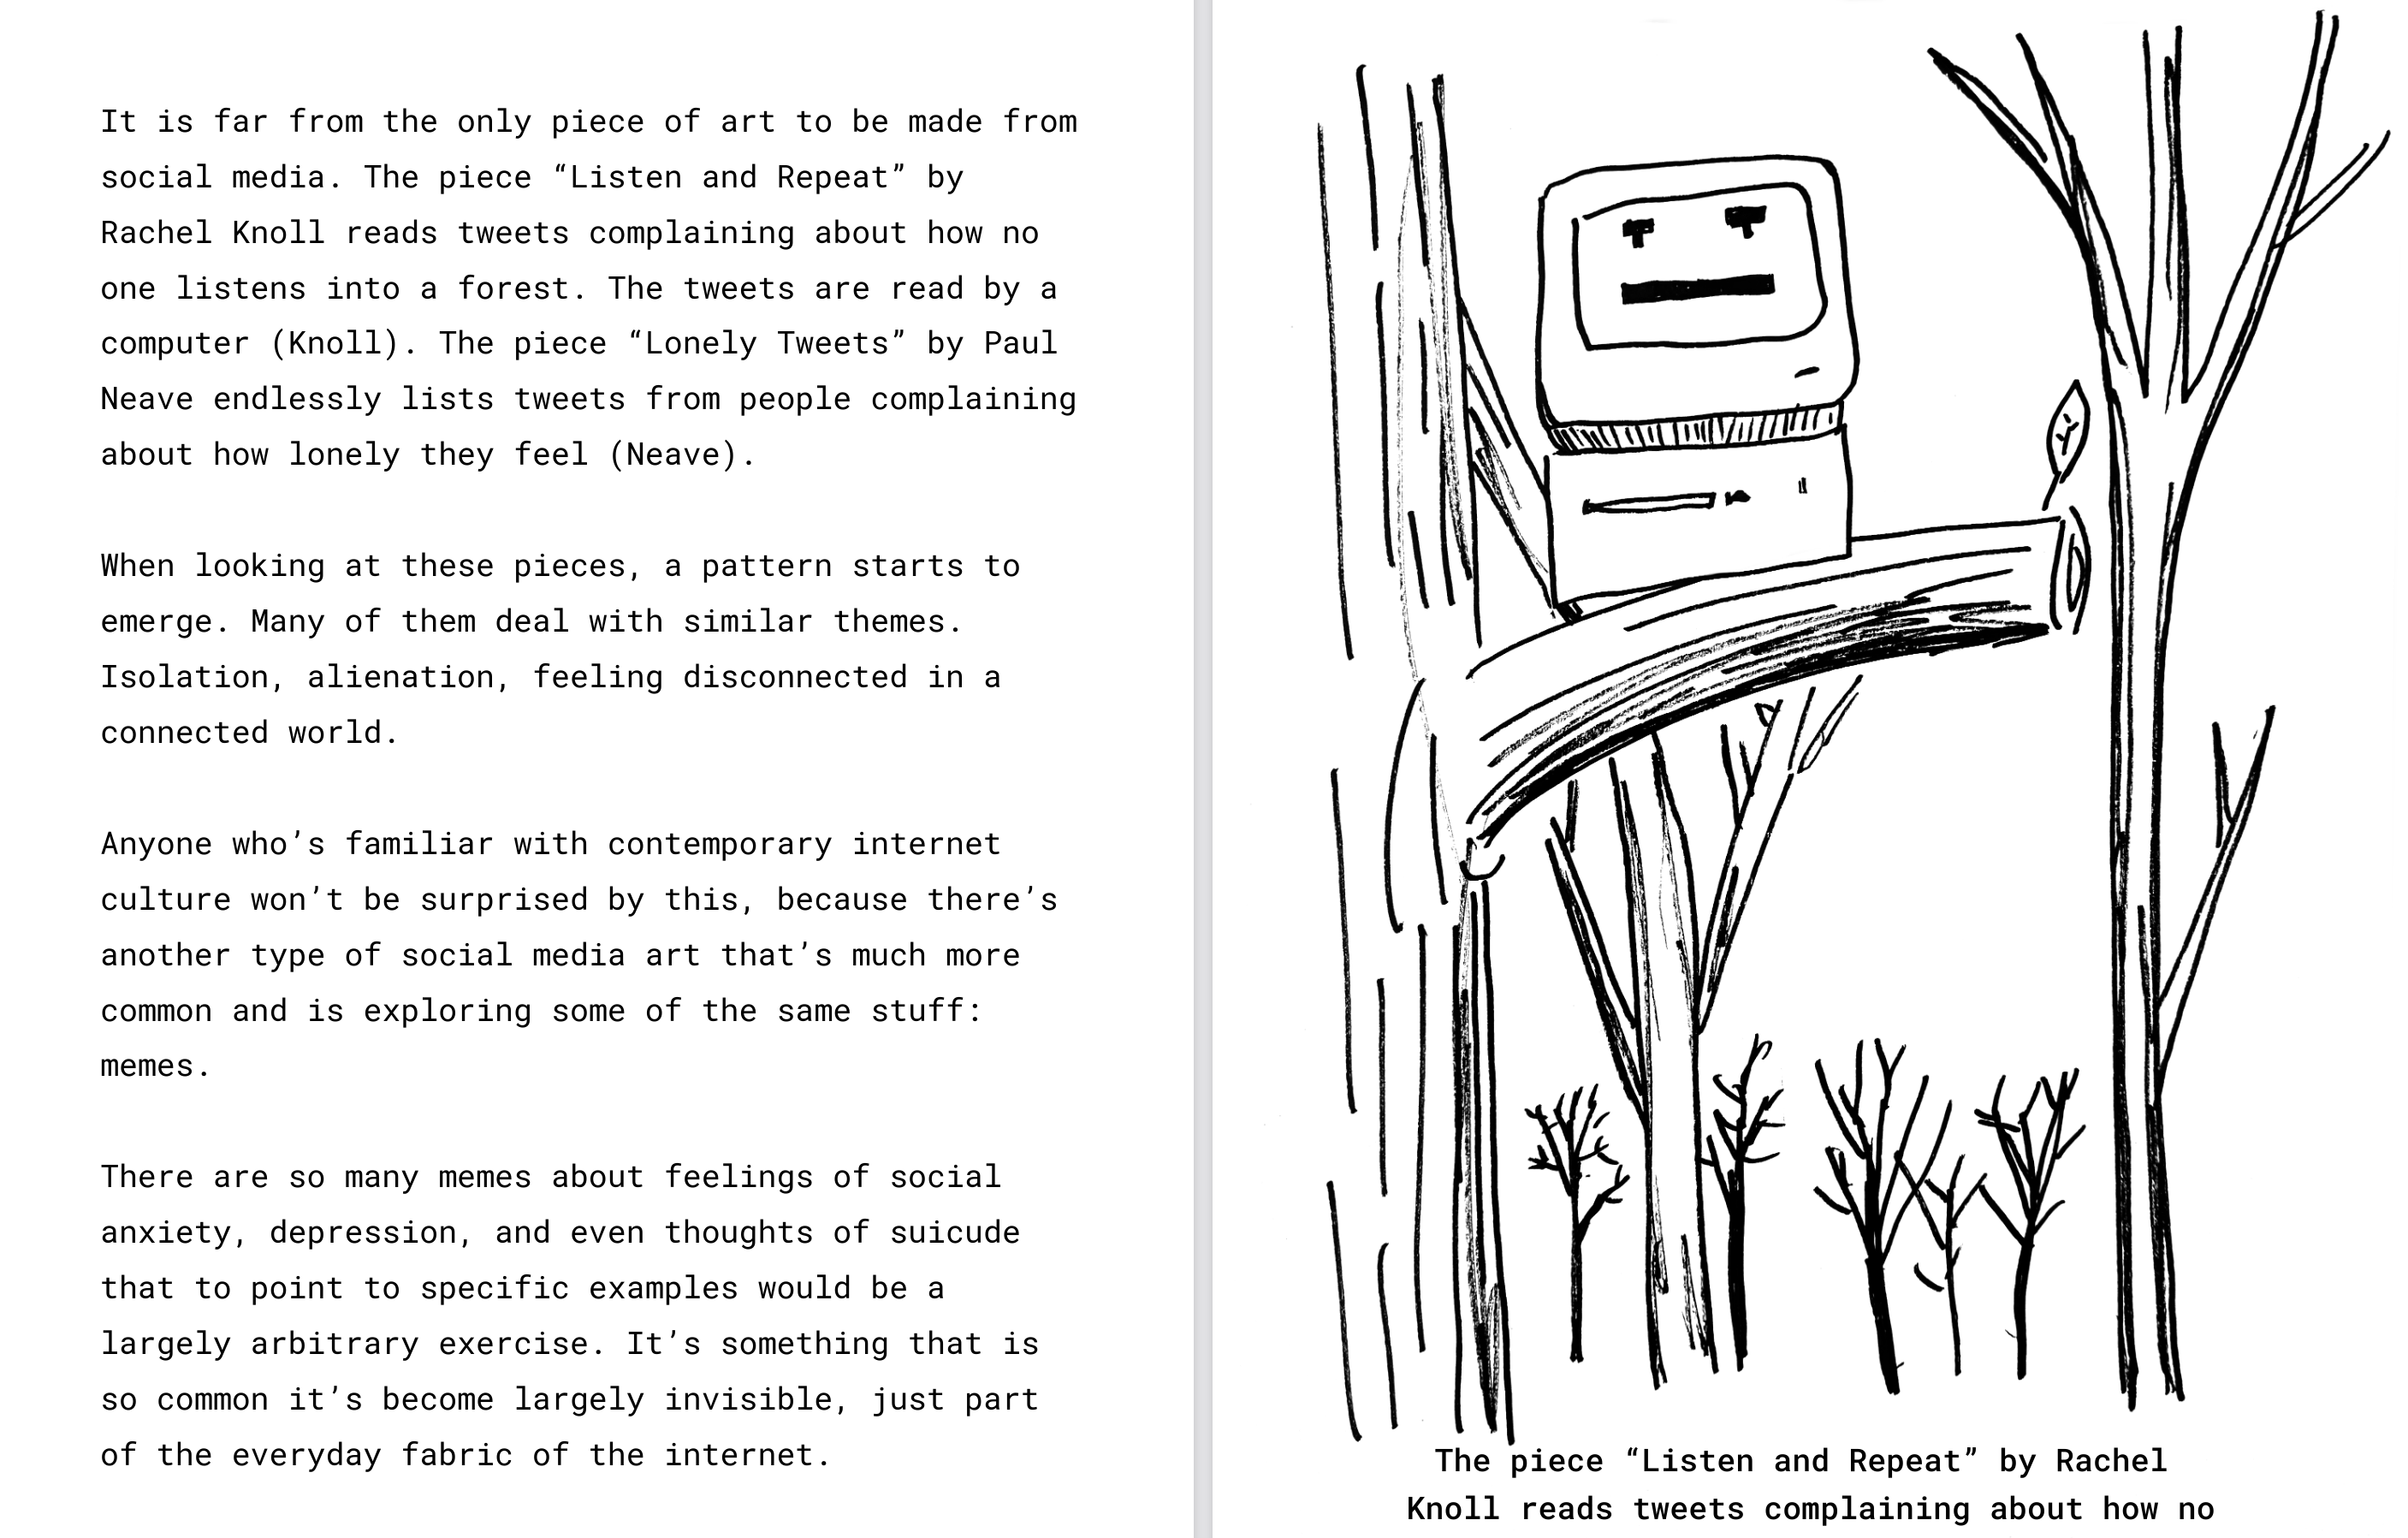 It is far from the only piece of art to be made from
social media. The piece “Listen and Repeat” by
Rachel Knoll reads tweets complaining about how no
one listens into a forest. The tweets are read by a
computer (Knoll). The piece “Lonely Tweets” by Paul
Neave endlessly lists tweets from people complaining
about how lonely they feel (Neave).
When looking at these pieces, a pattern starts to
emerge. Many of them deal with similar themes.
Isolation, alienation, feeling disconnected in a
connected world.
Anyone who’s familiar with contemporary internet
culture won’t be surprised by this, because there’s
another type of social media art that’s much more
common and is exploring some of the same stuff:
memes.
There are so many memes about feelings of social
anxiety, depression, and even thoughts of suicude
that to point to specific examples would be a
largely arbitrary exercise. It’s something that is
so common it’s become largely invisible, just part
of the everyday fabric of the internet.
The piece “Listen and Repeat” by Rachel
Knoll reads tweets complaining about how no